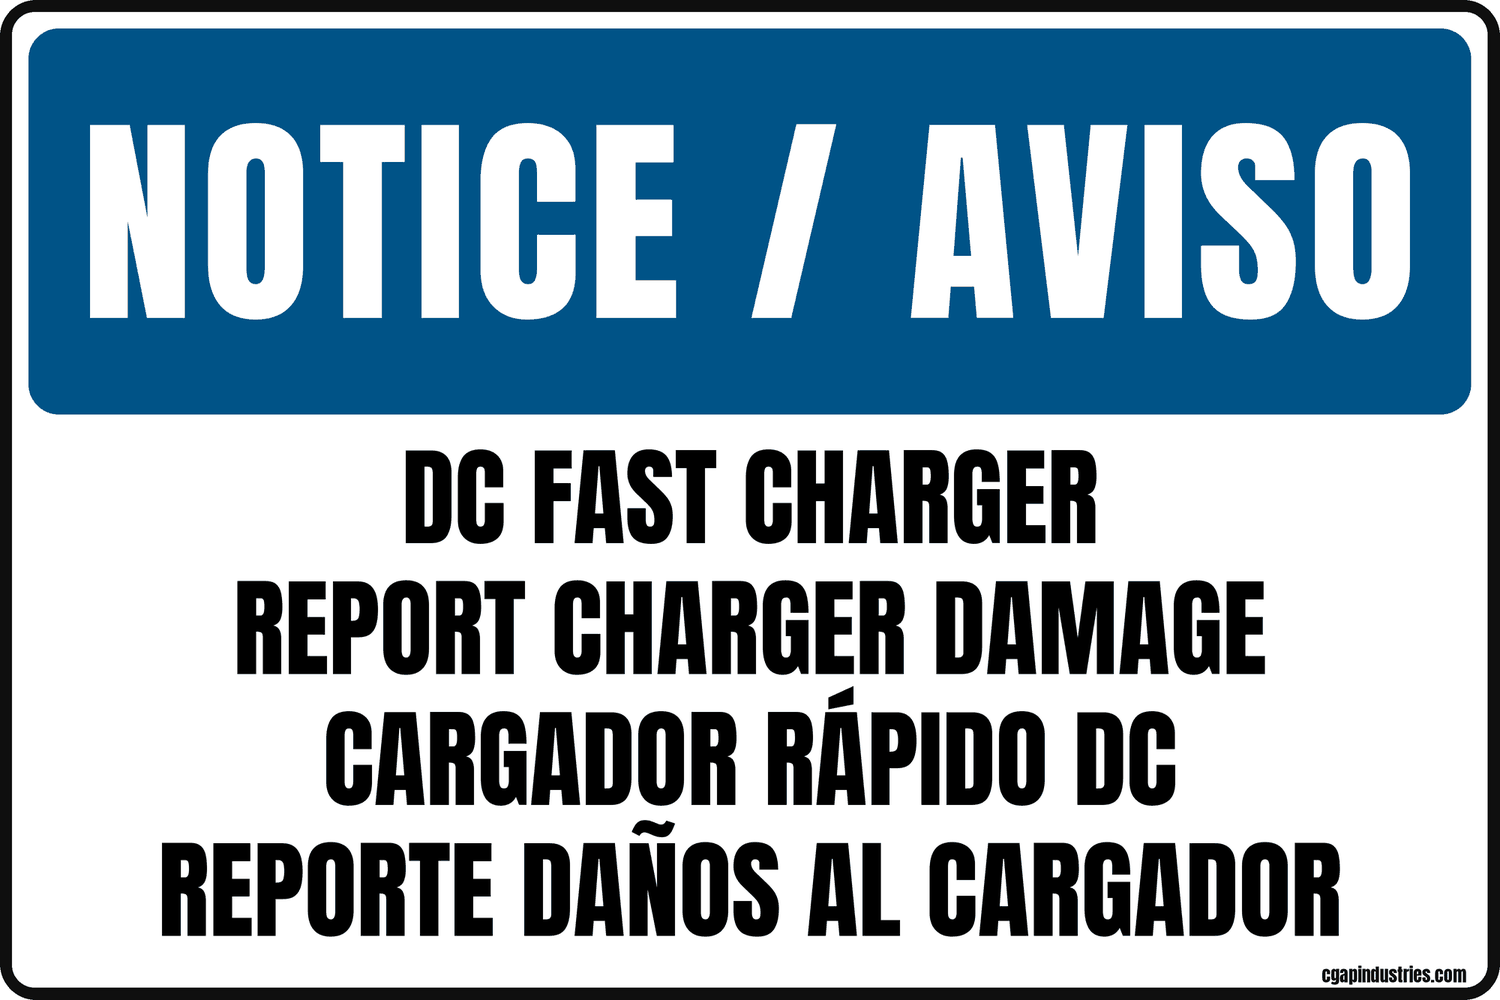 NOTICE / AVISO
DC FAST CHARGER
REPORT CHARGER DAMAGE
CARGADOR RÁPIDO DC
REPORTE DAÑOS AL CARGADOR
cgapindustries.com